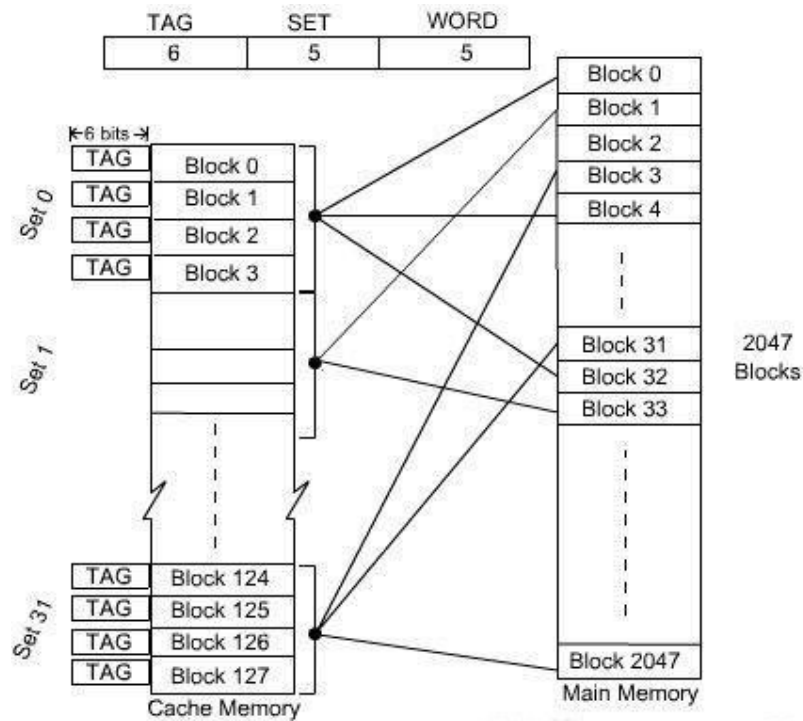 TAG SET WORD
6 5 5
6 bits
TAG Block 0
TAG Block 1
TAG Block 2
TAG Block 3
Set 0
Set 1
TAG Block 124
TAG Block 125
TAG Block 126
TAG Block 127
Set 31
Cache Memory
Block 0
Block 1
Block 2
Block 3
Block 4
Block 31
Block 32
Block 33
2047
Blocks
Block 2047
Main Memory